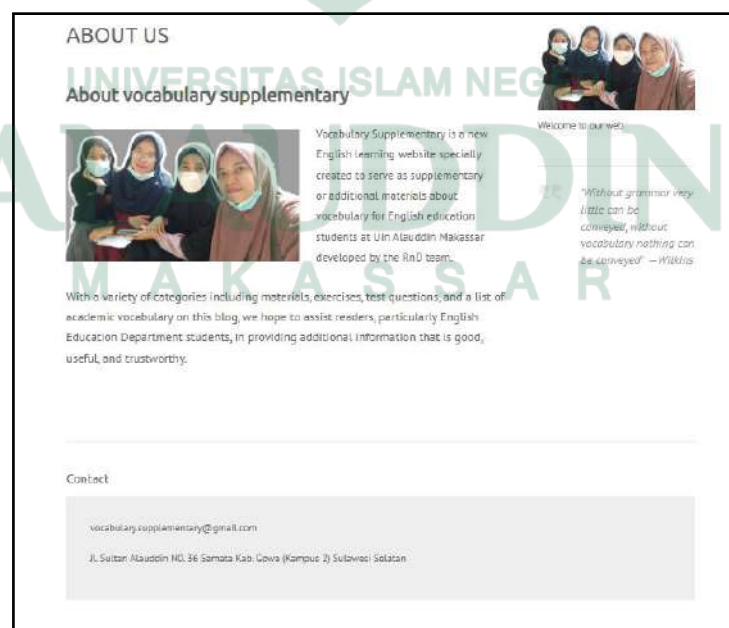 ABOUT US
About vocabulary supplementary
Vocabulary Supplementary is a new
English learning website specially
created to serve as supplementary
or additional materials about
vocabulary for English education
students at Uin Alauddin Makassar
developed by the RnD team.
With a variety of categories including materials, exercises, test questions, and a list of
academic vocabulary on this blog, we hope to assist readers, particularly English
Education Department students, in providing additional information that is good,
useful, and trustworthy.
Welcome to our web
"Without grammar very
little can be
conveyed, without
vocabulary nothing can
be conveyed" — Wilkins
Contact
vocabulary.supplementary@gmail.com
Jl. Sultan Alauddin NO. 36 Samata Kab. Gowa (Kampus 2) Sulawesi Selatan
UNIVERSITAS ISLAM NEGERI
ALAUDDIN
MAKASSAR